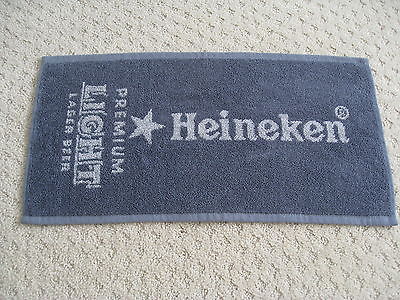 ★ Heineken®
PREMIUM
LIGHT
LAGER BEER